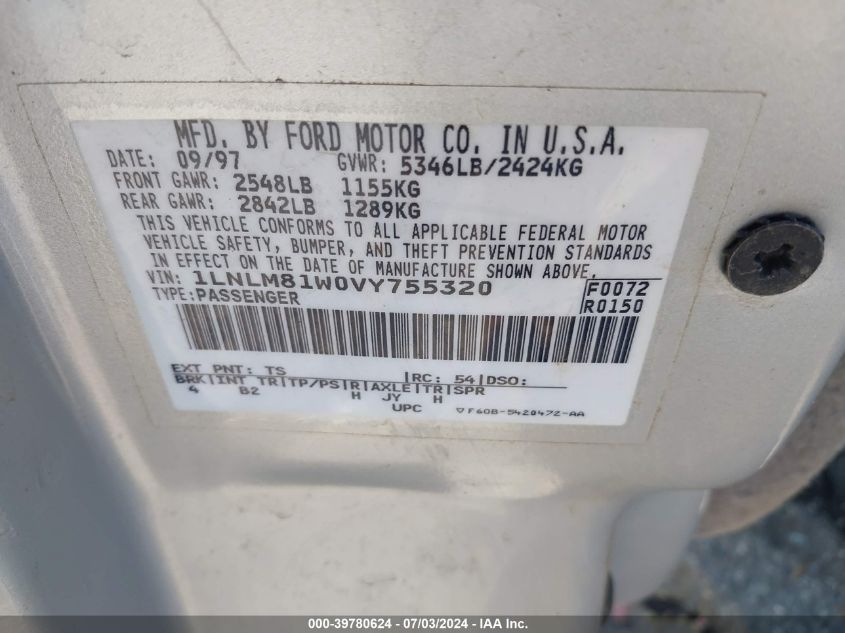 MFD. BY FORD MOTOR CO. IN U.S.A.
DATE: 09/97 GVWR: 5346LB/2424KG
FRONT GAWR: 2548LB 1155KG
REAR GAWR: 2842LB 1289KG
THIS VEHICLE CONFORMS TO ALL APPLICABLE FEDERAL MOTOR
VEHICLE SAFETY, BUMPER, AND THEFT PREVENTION STANDARDS
IN EFFECT ON THE DATE OF MANUFACTURE SHOWN ABOVE.
VIN: 1LNLM81W0VY755320 F0072
TYPE: PASSENGER R0150
EXT PNT: TS |RC: 54|DSO:
BRK|INT TR|TP/PS|R|AXLE|TR|SPR
4 B2 H JY H
UPC ▽F60B-5420472-AA
000-39780624 - 07/03/2024 - IAA Inc.